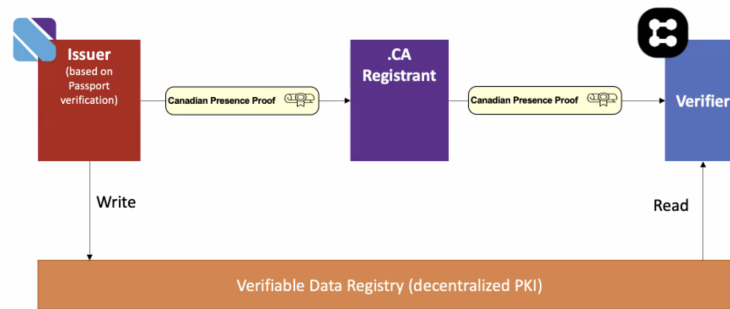 Issuer
(based on
Passport
verification)
Canadian Presence Proof
.CA
Registrant
Canadian Presence Proof
Verifier
Write
Read
Verifiable Data Registry (decentralized PKI)